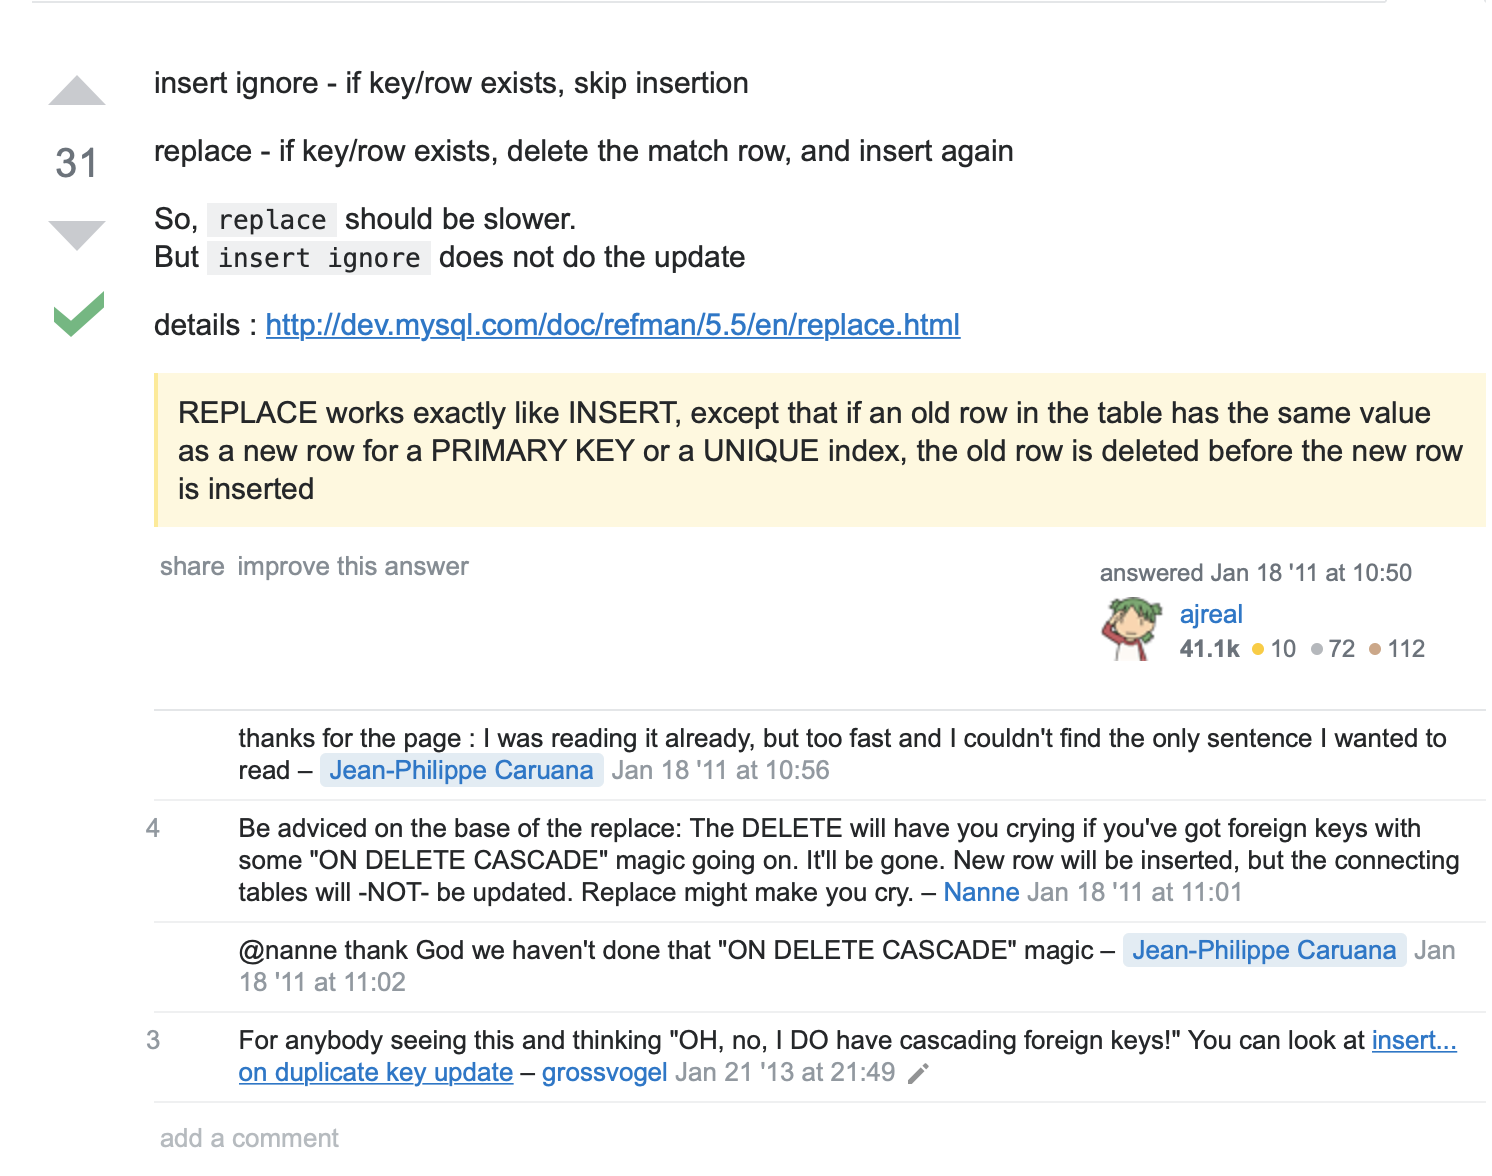 insert ignore - if key/row exists, skip insertion
31
replace - if key/row exists, delete the match row, and insert again
So, replace should be slower.
But insert ignore does not do the update
details : http://dev.mysql.com/doc/refman/5.5/en/replace.html
REPLACE works exactly like INSERT, except that if an old row in the table has the same value
as a new row for a PRIMARY KEY or a UNIQUE index, the old row is deleted before the new row
is inserted
share improve this answer
answered Jan 18 '11 at 10:50
ajreal
41.1k 10 72 112
thanks for the page : I was reading it already, but too fast and I couldn't find the only sentence I wanted to
read – Jean-Philippe Caruana Jan 18 '11 at 10:56
4 Be adviced on the base of the replace: The DELETE will have you crying if you've got foreign keys with
some "ON DELETE CASCADE" magic going on. It'll be gone. New row will be inserted, but the connecting
tables will -NOT- be updated. Replace might make you cry. – Nanne Jan 18 '11 at 11:01
@nanne thank God we haven't done that "ON DELETE CASCADE" magic – Jean-Philippe Caruana Jan
18 '11 at 11:02
3 For anybody seeing this and thinking "OH, no, I DO have cascading foreign keys!" You can look at insert...
on duplicate key update – grossvogel Jan 21 '13 at 21:49
add a comment